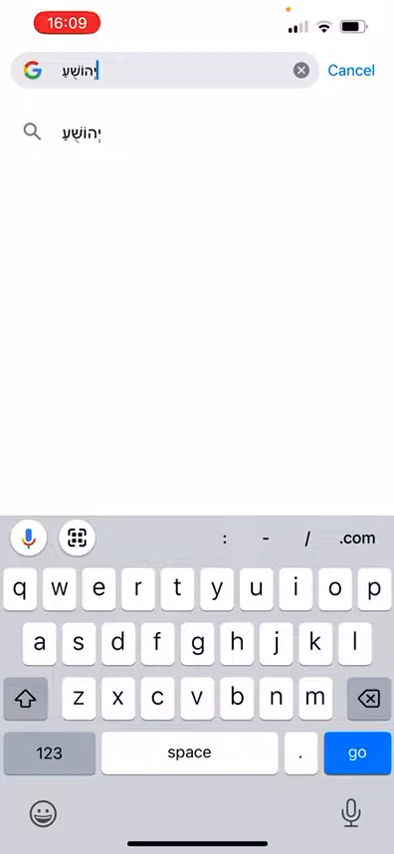 16:09
יְהוֹשֻׁעַ
Cancel
יְהוֹשֻׁעַ
: - / .com
q w e r t y u i o p
a s d f g h j k l
z x c v b n m
123 space . go